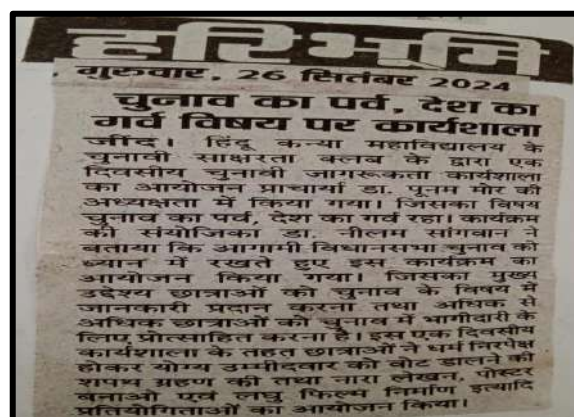 हरिभूमि
, गुरुवार, 26 सितंबर 2024
चुनाव का पर्व, देश का
गर्व विषय पर कार्यशाला
जींद। हिंदू कन्या महाविद्यालय के
चुनावी साक्षरता क्लब के द्वारा एक
दिवसीय चुनावी जागरूकता कार्यशाला
का आयोजन प्राचार्या डा. पूनम मोर की
अध्यक्षता में किया गया। जिसका विषय
चुनाव का पर्व, देश का गर्व रहा। कार्यक्रम
की संयोजिका डा. नीलम सांगवान ने
बताया कि आगामी विधानसभा चुनाव को
ध्यान में रखते हुए इस कार्यक्रम का
आयोजन किया गया। जिसका मुख्य
उद्देश्य छात्राओं को चुनाव के विषय में
जानकारी प्रदान करना तथा अधिक से
अधिक छात्राओं की चुनाव में भागीदारी के
लिए प्रोत्साहित करना है। इस एक दिवसीय
कार्यशाला के तहत छात्राओं ने धर्म निरपेक्ष
होकर योग्य उम्मीदवार को वोट डालने की
शपथ ग्रहण की तथा नारा लेखन, पोस्टर
बनाओ एवं लघु फिल्म निर्माण इत्यादि
प्रतियोगिताओं का आयोजन किया।